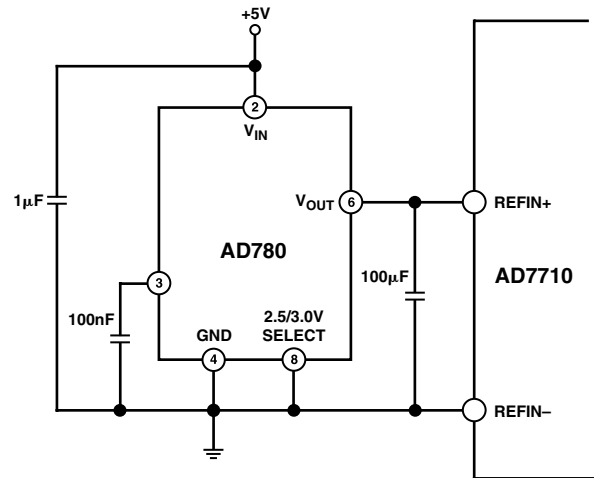 +5V
2
V_IN
1μF
V_OUT
6
REFIN+
AD780
3
100μF
AD7710
100nF
GND
2.5/3.0V
SELECT
4
8
REFIN–